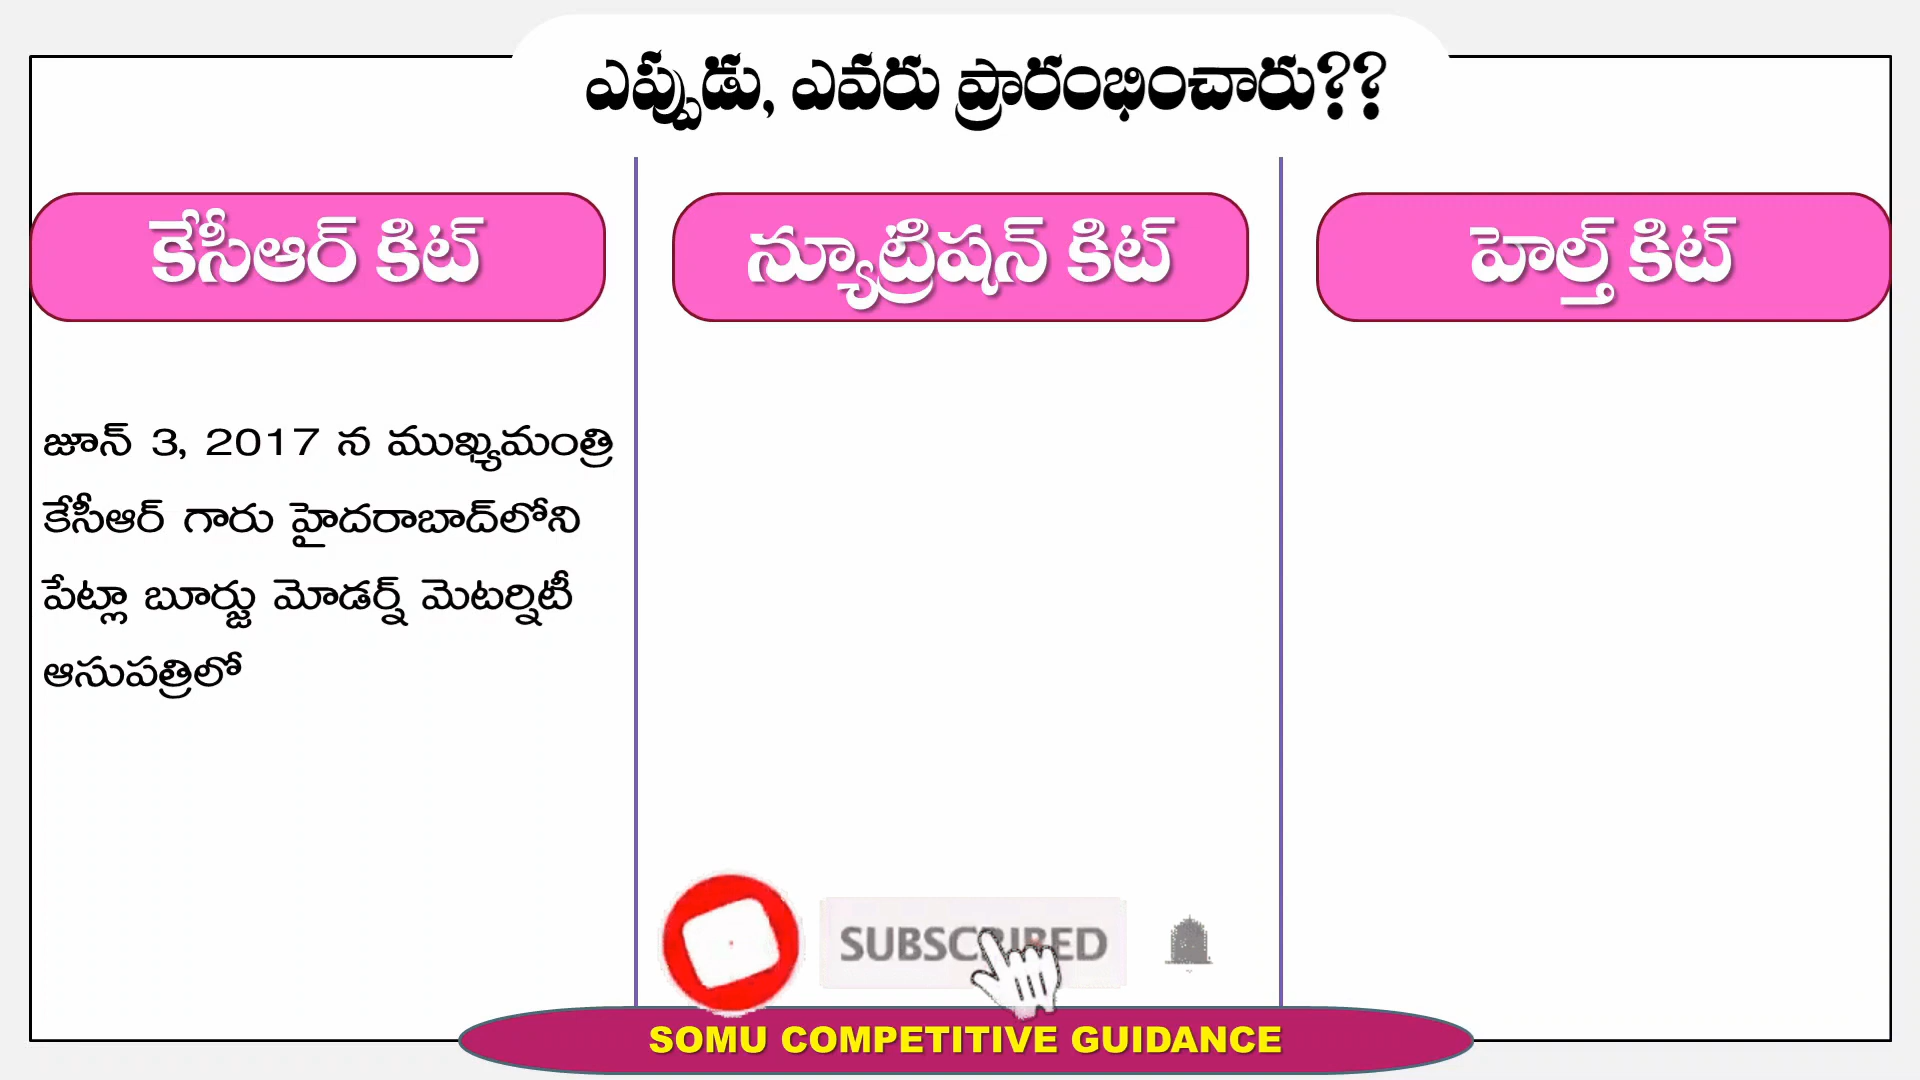 ఎప్పుడు, ఎవరు ప్రారంభించారు??
కేసీఆర్ కిట్
న్యూట్రిషన్ కిట్
హెల్త్ కిట్
జూన్ 3, 2017 న ముఖ్యమంత్రి
కేసీఆర్ గారు హైదరాబాద్‌లోని
పేట్లా బూర్జు మోడర్న్ మెటర్నిటీ
ఆసుపత్రిలో
SUBSCRIBED
SOMU COMPETITIVE GUIDANCE